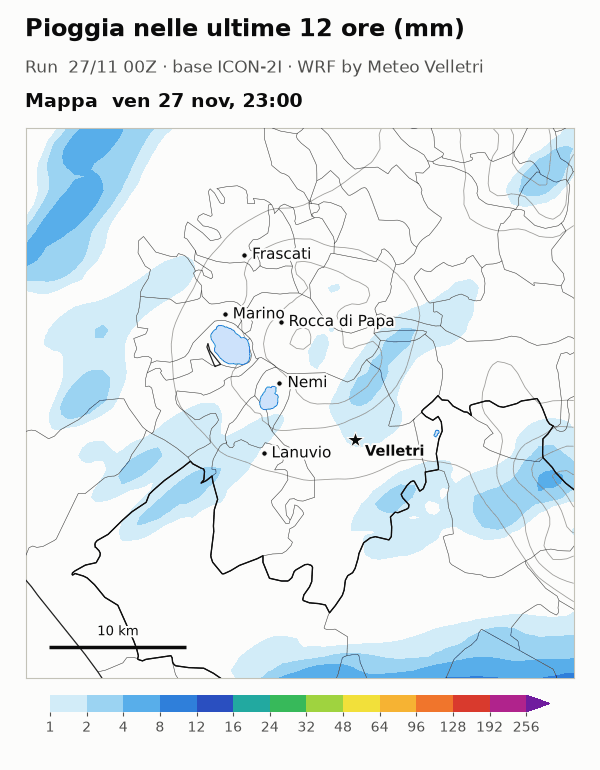 Pioggia nelle ultime 12 ore (mm)
Run  27/11 00Z · base ICON-2I · WRF by Meteo Velletri
Mappa  ven 27 nov, 23:00
Frascati
Marino
Rocca di Papa
Nemi
Velletri
Lanuvio
10 km
1 2 4 8 12 16 24 32 48 64 96 128 192 256